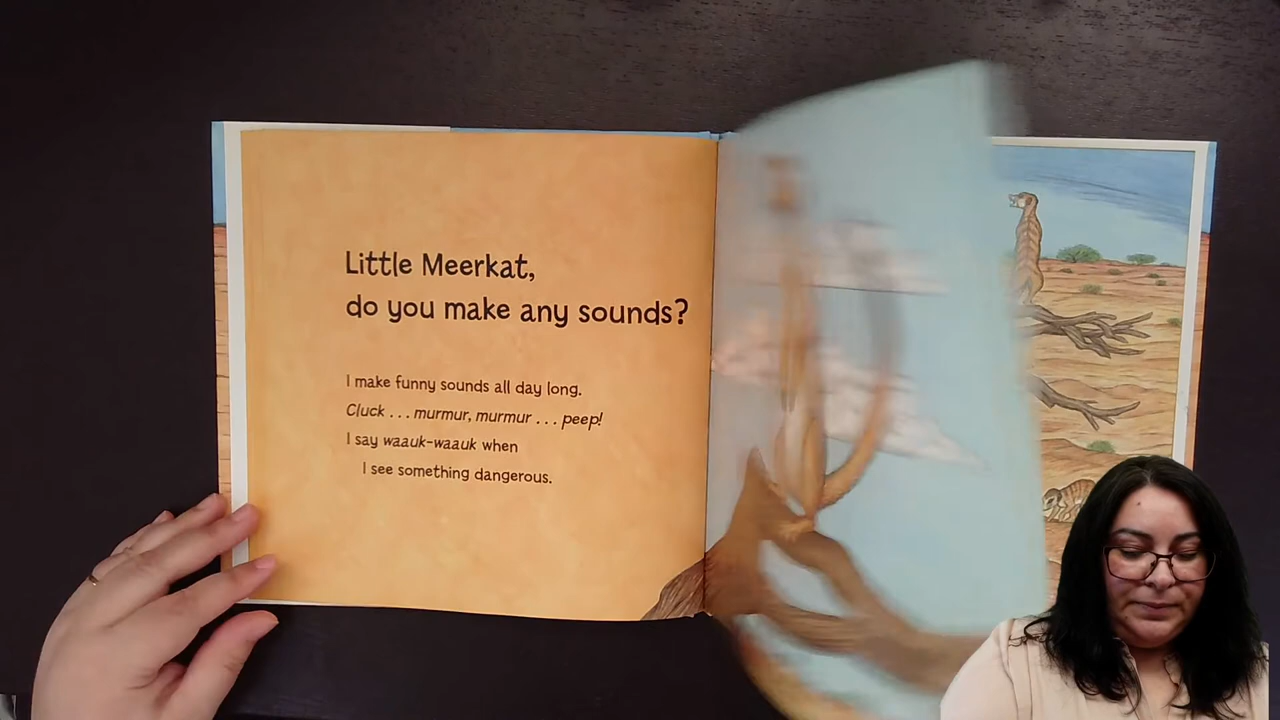 Little Meerkat,
do you make any sounds?
I make funny sounds all day long.
Cluck . . . murmur, murmur . . . peep!
I say waauk-waauk when
I see something dangerous.